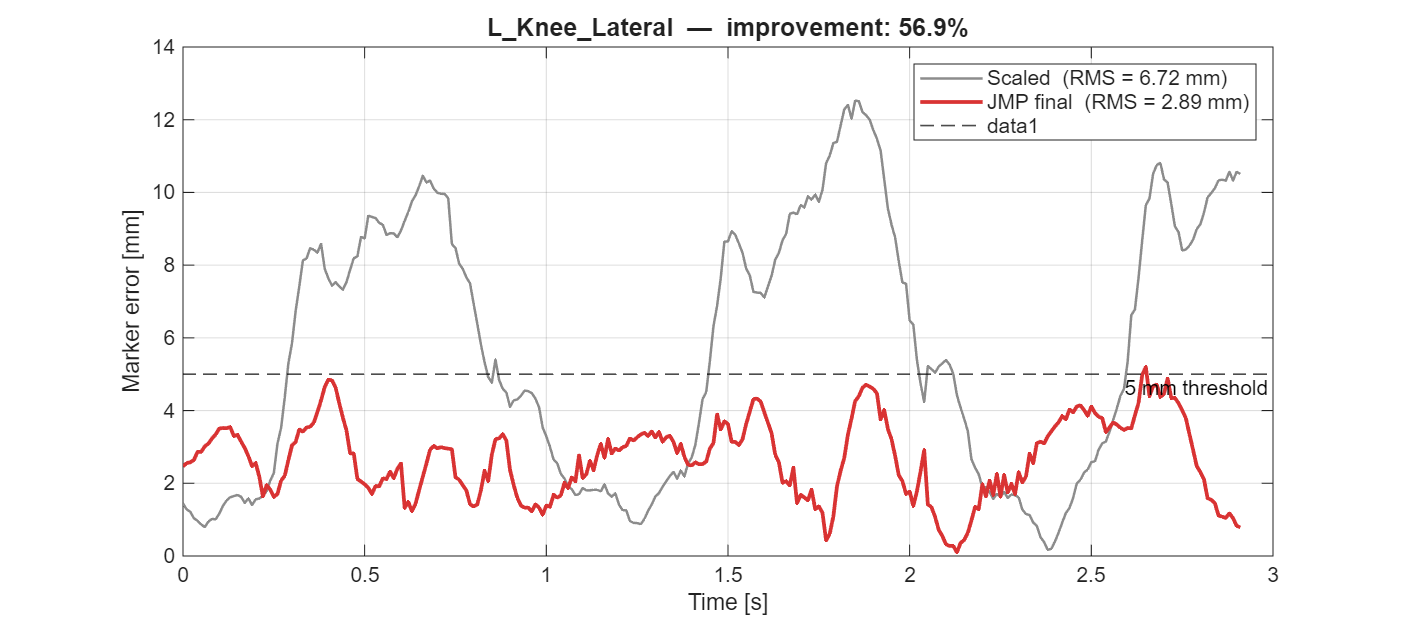 L_Knee_Lateral — improvement: 56.9%
14
12
10
8
6
4
2
0
Marker error [mm]
Scaled (RMS = 6.72 mm)
JMP final (RMS = 2.89 mm)
data1
5 mm threshold
0 0.5 1 1.5 2 2.5 3
Time [s]